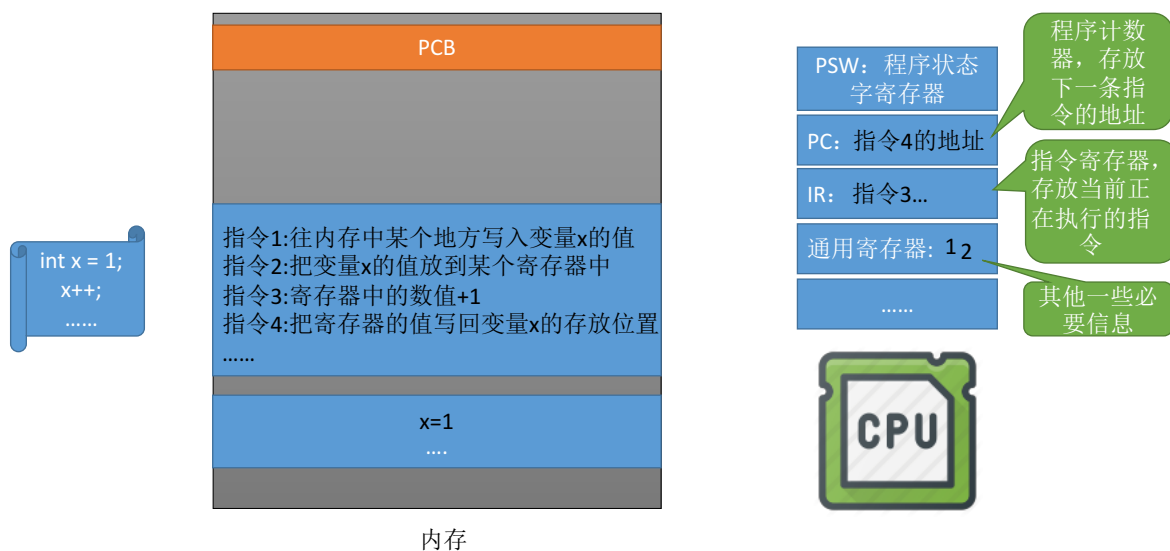 int x = 1;
x++;
……
PCB
指令1:往内存中某个地方写入变量x的值
指令2:把变量x的值放到某个寄存器中
指令3:寄存器中的数值+1
指令4:把寄存器的值写回变量x的存放位置
……
x=1
….
内存
PSW：程序状态
字寄存器
PC：指令4的地址
IR： 指令3…
通用寄存器: 1 2
……
程序计数
器，存放
下一条指
令的地址
指令寄存器，
存放当前正
在执行的指
令
其他一些必
要信息
CPU